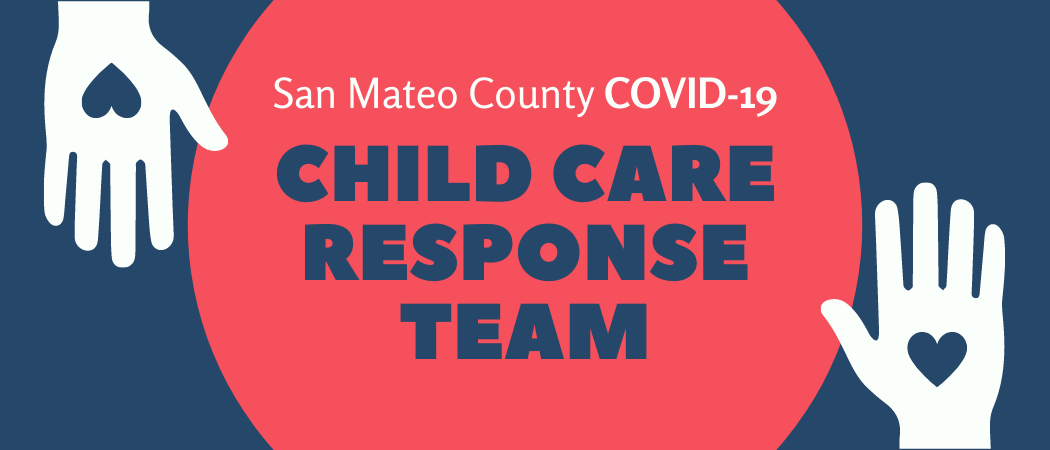 San Mateo County COVID-19
CHILD CARE
RESPONSE
TEAM